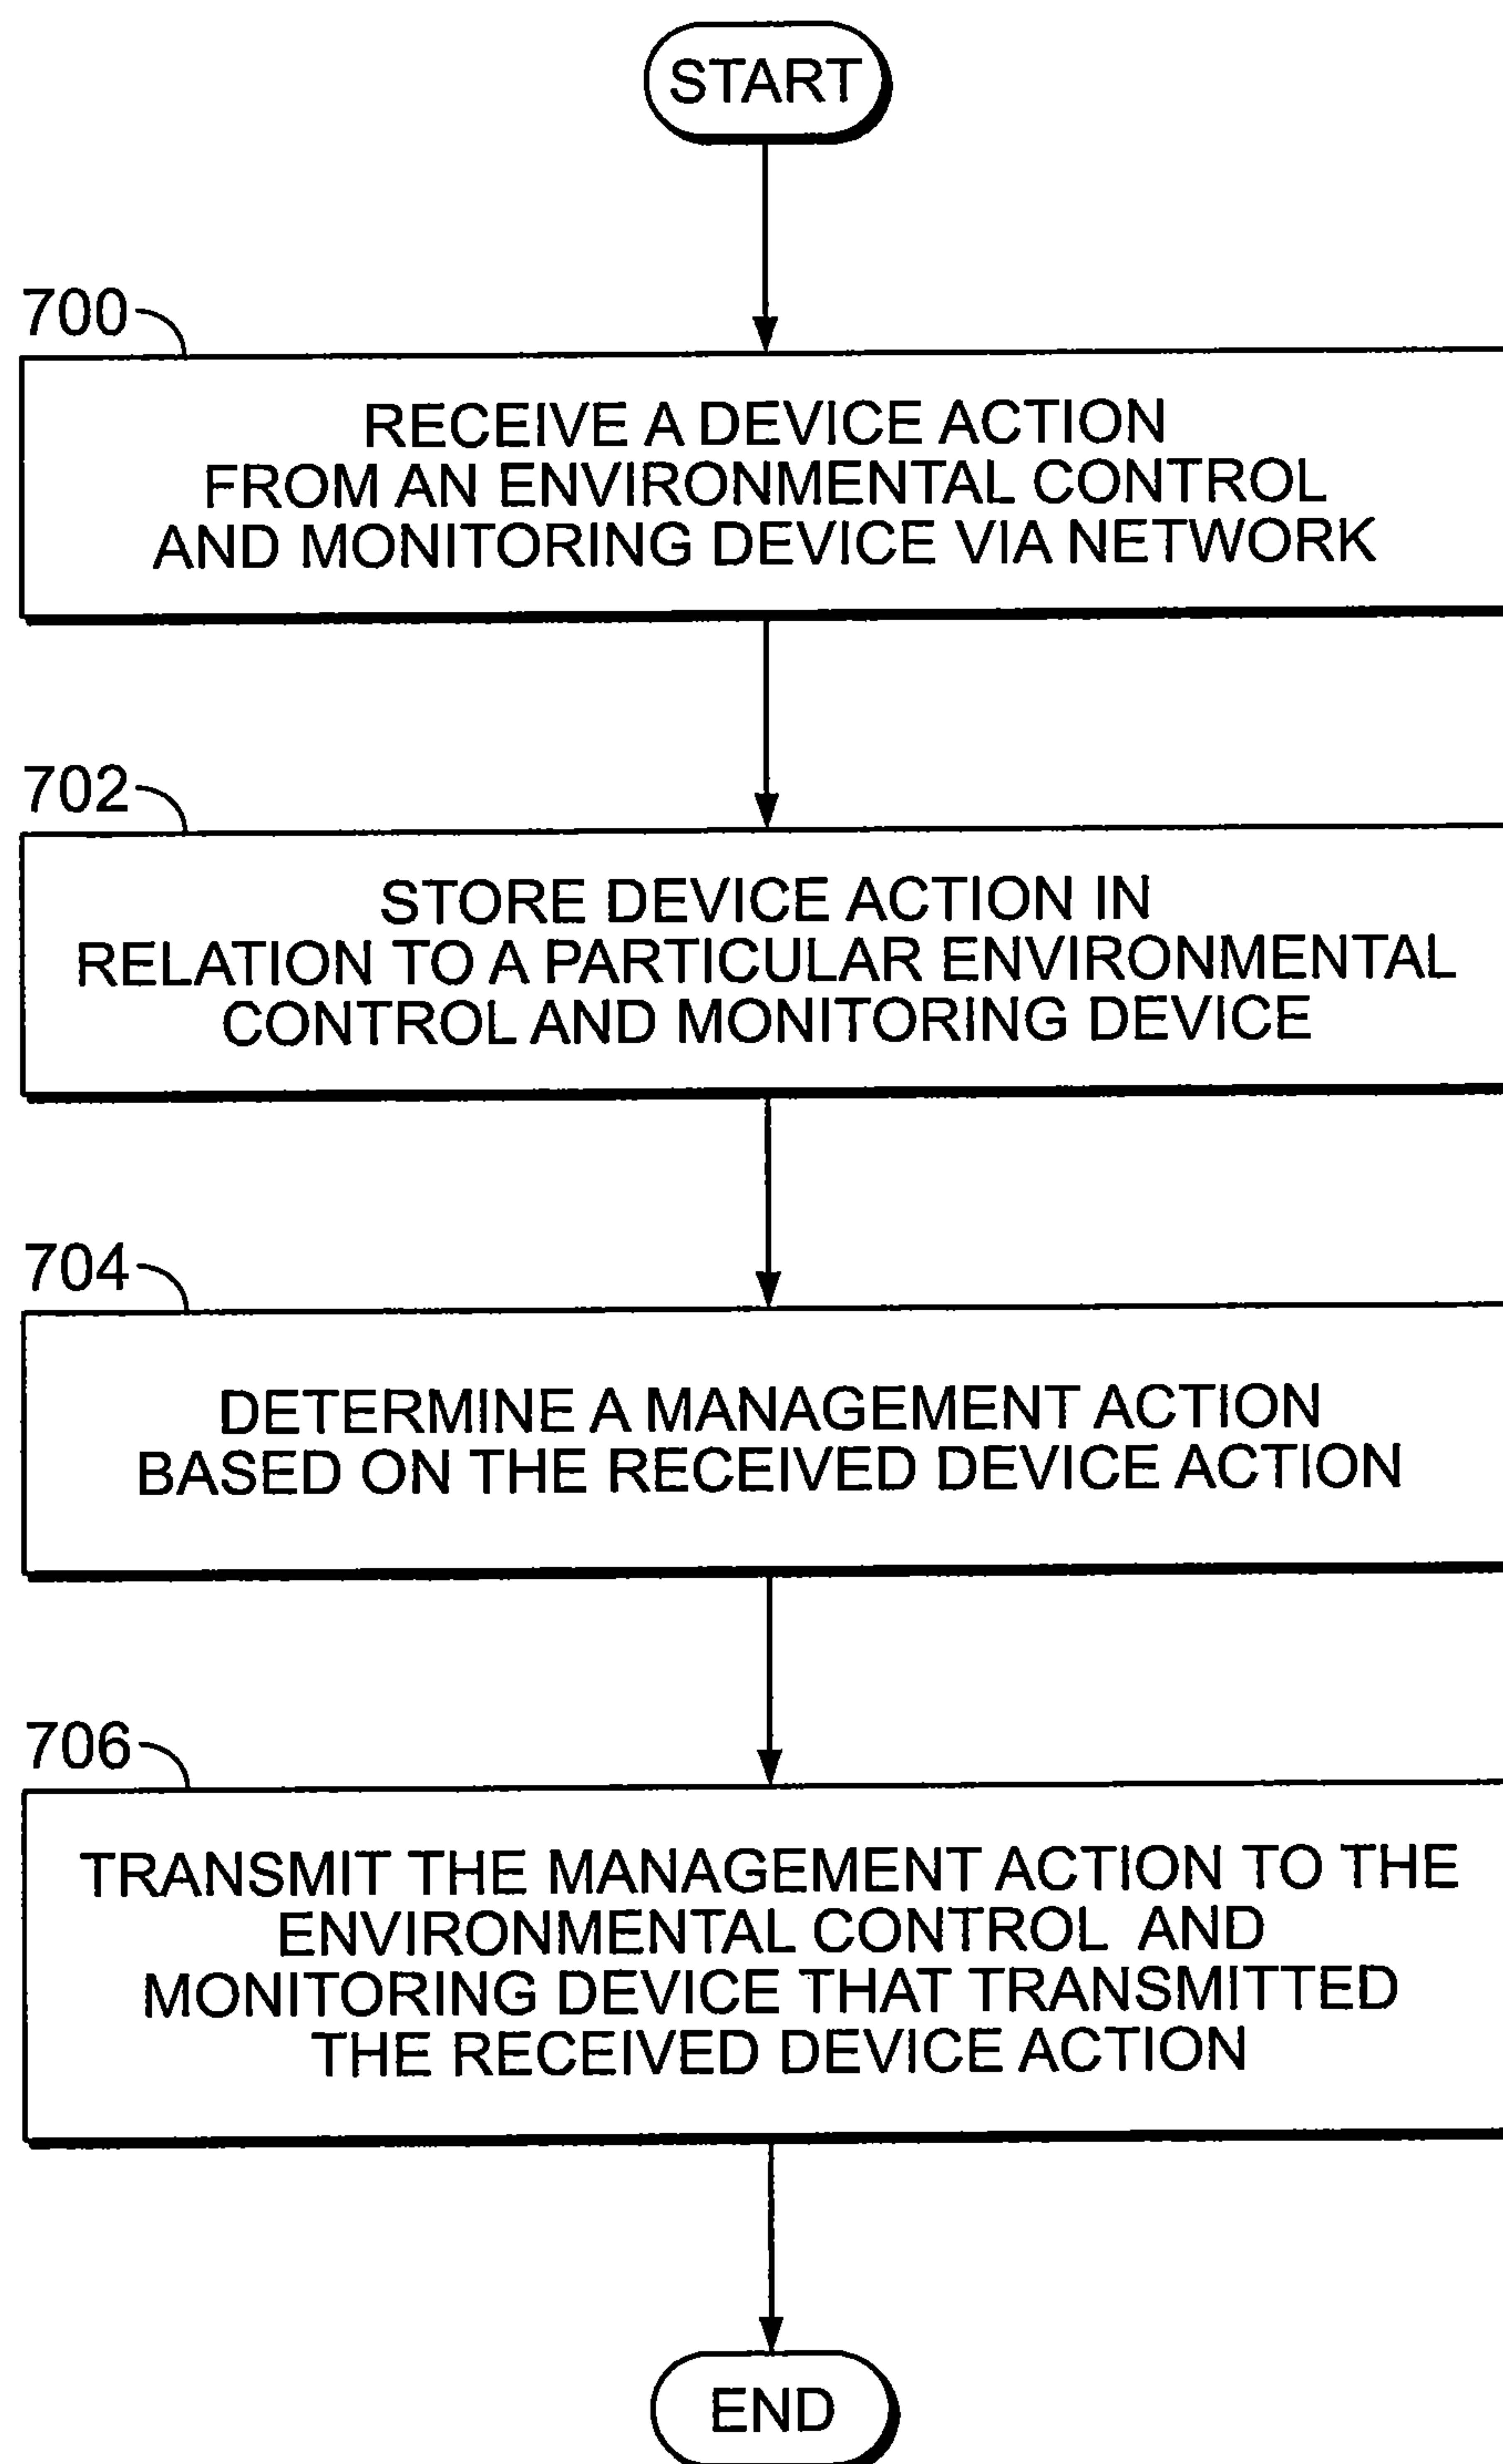 START
700
RECEIVE A DEVICE ACTION
FROM AN ENVIRONMENTAL CONTROL
AND MONITORING DEVICE VIA NETWORK
702
STORE DEVICE ACTION IN
RELATION TO A PARTICULAR ENVIRONMENTAL
CONTROL AND MONITORING DEVICE
704
DETERMINE A MANAGEMENT ACTION
BASED ON THE RECEIVED DEVICE ACTION
706
TRANSMIT THE MANAGEMENT ACTION TO THE
ENVIRONMENTAL CONTROL AND
MONITORING DEVICE THAT TRANSMITTED
THE RECEIVED DEVICE ACTION
END